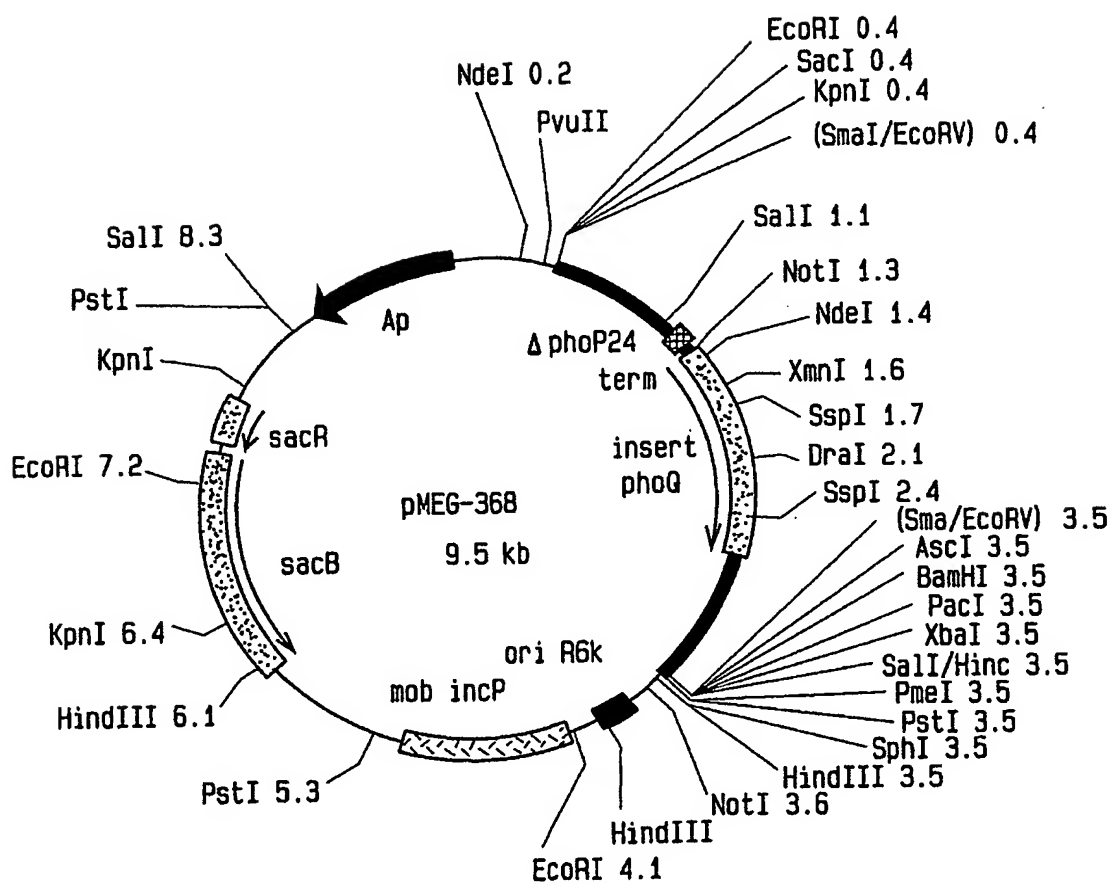 EcoRI 0.4
SacI 0.4
NdeI 0.2
KpnI 0.4
PvuII
(SmaI/EcoRV) 0.4
SalI 1.1
SalI 8.3
NotI 1.3
PstI
NdeI 1.4
Ap
Δ phoP24
KpnI
term
XmnI 1.6
SspI 1.7
sacR
insert
phoQ
DraI 2.1
EcoRI 7.2
SspI 2.4
pMEG-368
9.5 kb
(Sma/EcoRV) 3.5
AscI 3.5
sacB
BamHI 3.5
PacI 3.5
KpnI 6.4
XbaI 3.5
ori R6k
SalI/Hinc 3.5
mob incP
PmeI 3.5
HindIII 6.1
PstI 3.5
SphI 3.5
HindIII 3.5
PstI 5.3
NotI 3.6
HindIII
EcoRI 4.1